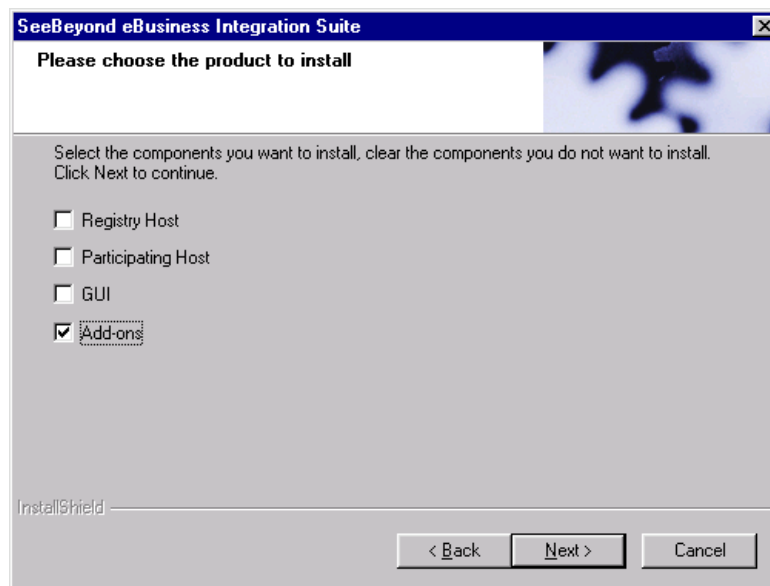 SeeBeyond eBusiness Integration Suite
Please choose the product to install
Select the components you want to install, clear the components you do not want to install.
Click Next to continue.
Registry Host
Participating Host
GUI
Add-ons
InstallShield
< Back Next > Cancel